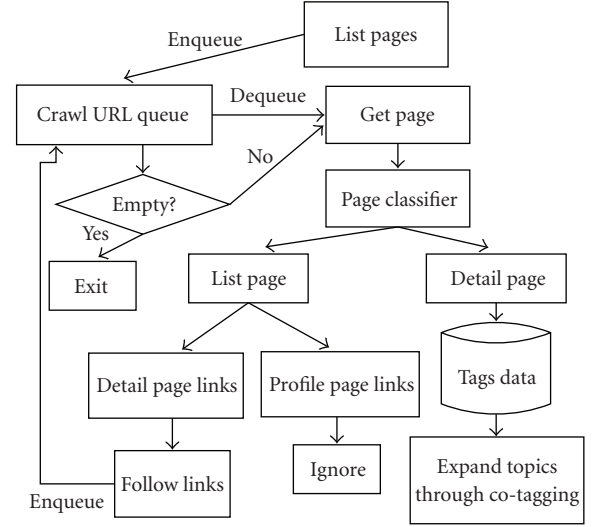 Enqueue
List pages
Crawl URL queue
Dequeue
Get page
No
Empty?
Page classifier
Yes
Exit
List page
Detail page
Detail page links
Profile page links
Tags data
Follow links
Ignore
Expand topics
through co-tagging
Enqueue